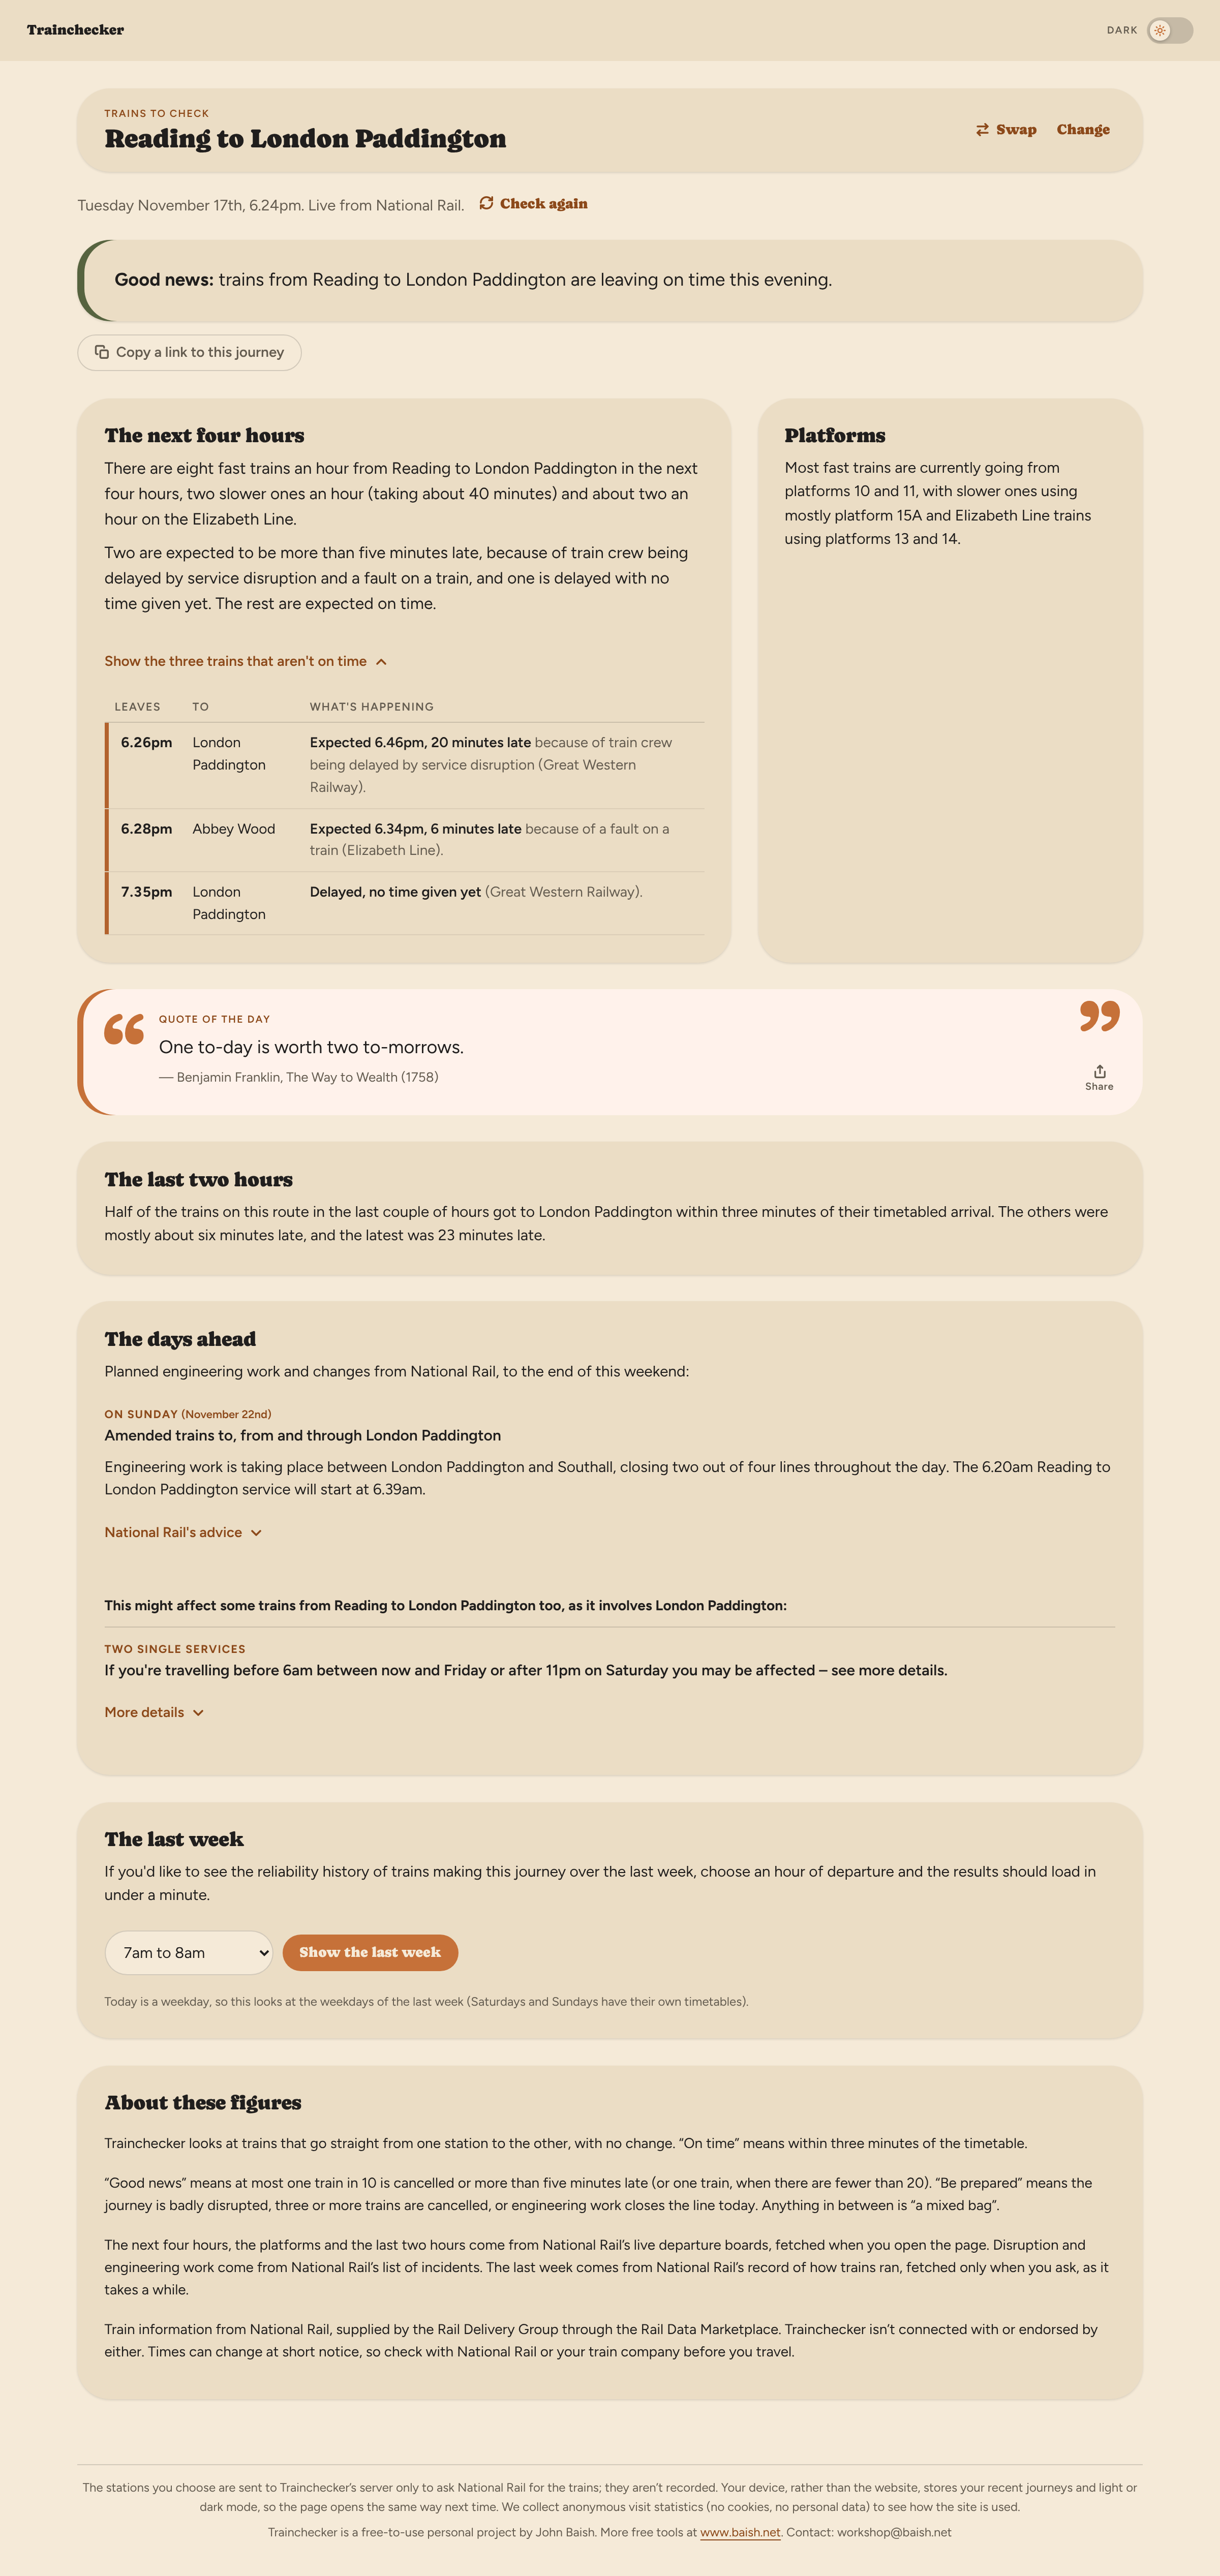 Trainchecker
DARK
TRAINS TO CHECK
Reading to London Paddington
Swap
Change
Tuesday November 17th, 6.24pm. Live from National Rail.
Check again
Good news: trains from Reading to London Paddington are leaving on time this evening.
Copy a link to this journey
The next four hours
There are eight fast trains an hour from Reading to London Paddington in the next
four hours, two slower ones an hour (taking about 40 minutes) and about two an
hour on the Elizabeth Line.
Two are expected to be more than five minutes late, because of train crew being
delayed by service disruption and a fault on a train, and one is delayed with no
time given yet. The rest are expected on time.
Show the three trains that aren't on time
LEAVES TO WHAT'S HAPPENING
6.26pm London Expected 6.46pm, 20 minutes late because of train crew
Paddington being delayed by service disruption (Great Western
Railway).
6.28pm Abbey Wood Expected 6.34pm, 6 minutes late because of a fault on a
train (Elizabeth Line).
7.35pm London Delayed, no time given yet (Great Western Railway).
Paddington
Platforms
Most fast trains are currently going from
platforms 10 and 11, with slower ones using
mostly platform 15A and Elizabeth Line trains
using platforms 13 and 14.
“
QUOTE OF THE DAY
One to-day is worth two to-morrows.
— Benjamin Franklin, The Way to Wealth (1758)
”
Share
The last two hours
Half of the trains on this route in the last couple of hours got to London Paddington within three minutes of their timetabled arrival. The others were
mostly about six minutes late, and the latest was 23 minutes late.
The days ahead
Planned engineering work and changes from National Rail, to the end of this weekend:
ON SUNDAY (November 22nd)
Amended trains to, from and through London Paddington
Engineering work is taking place between London Paddington and Southall, closing two out of four lines throughout the day. The 6.20am Reading to
London Paddington service will start at 6.39am.
National Rail's advice
This might affect some trains from Reading to London Paddington too, as it involves London Paddington:
TWO SINGLE SERVICES
If you're travelling before 6am between now and Friday or after 11pm on Saturday you may be affected – see more details.
More details
The last week
If you'd like to see the reliability history of trains making this journey over the last week, choose an hour of departure and the results should load in
under a minute.
7am to 8am
Show the last week
Today is a weekday, so this looks at the weekdays of the last week (Saturdays and Sundays have their own timetables).
About these figures
Trainchecker looks at trains that go straight from one station to the other, with no change. “On time” means within three minutes of the timetable.
“Good news” means at most one train in 10 is cancelled or more than five minutes late (or one train, when there are fewer than 20). “Be prepared” means the
journey is badly disrupted, three or more trains are cancelled, or engineering work closes the line today. Anything in between is “a mixed bag”.
The next four hours, the platforms and the last two hours come from National Rail’s live departure boards, fetched when you open the page. Disruption and
engineering work come from National Rail’s list of incidents. The last week comes from National Rail’s record of how trains ran, fetched only when you ask, as it
takes a while.
Train information from National Rail, supplied by the Rail Delivery Group through the Rail Data Marketplace. Trainchecker isn’t connected with or endorsed by
either. Times can change at short notice, so check with National Rail or your train company before you travel.
The stations you choose are sent to Trainchecker’s server only to ask National Rail for the trains; they aren’t recorded. Your device, rather than the website, stores your recent journeys and light or
dark mode, so the page opens the same way next time. We collect anonymous visit statistics (no cookies, no personal data) to see how the site is used.
Trainchecker is a free-to-use personal project by John Baish. More free tools at www.baish.net. Contact: workshop@baish.net